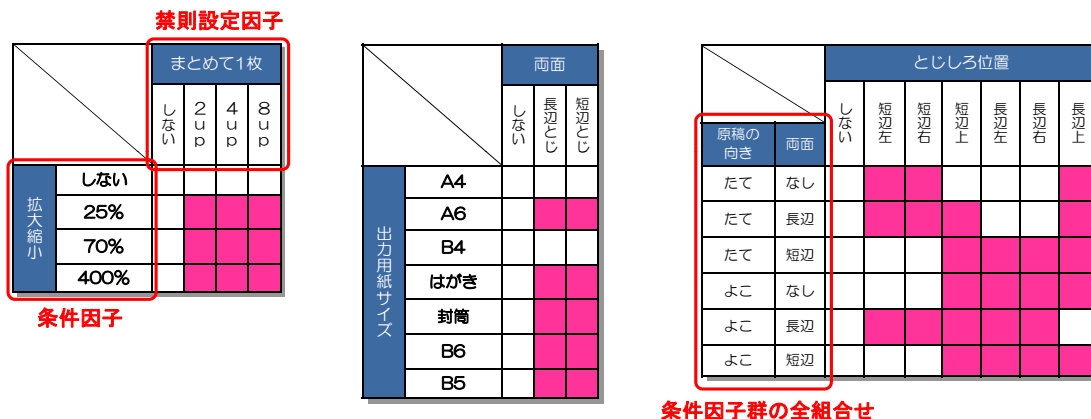 禁則設定因子
まとめて1枚
しない
2up
4up
8up
拡大縮小
しない
25%
70%
400%
条件因子
両面
しない
長辺とじ
短辺とじ
出力用紙サイズ
A4
A6
B4
はがき
封筒
B6
B5
とじしろ位置
しない
短辺左
短辺右
短辺上
長辺左
長辺右
長辺上
原稿の
向き
両面
たて なし
たて 長辺
たて 短辺
よこ なし
よこ 長辺
よこ 短辺
条件因子群の全組合せ